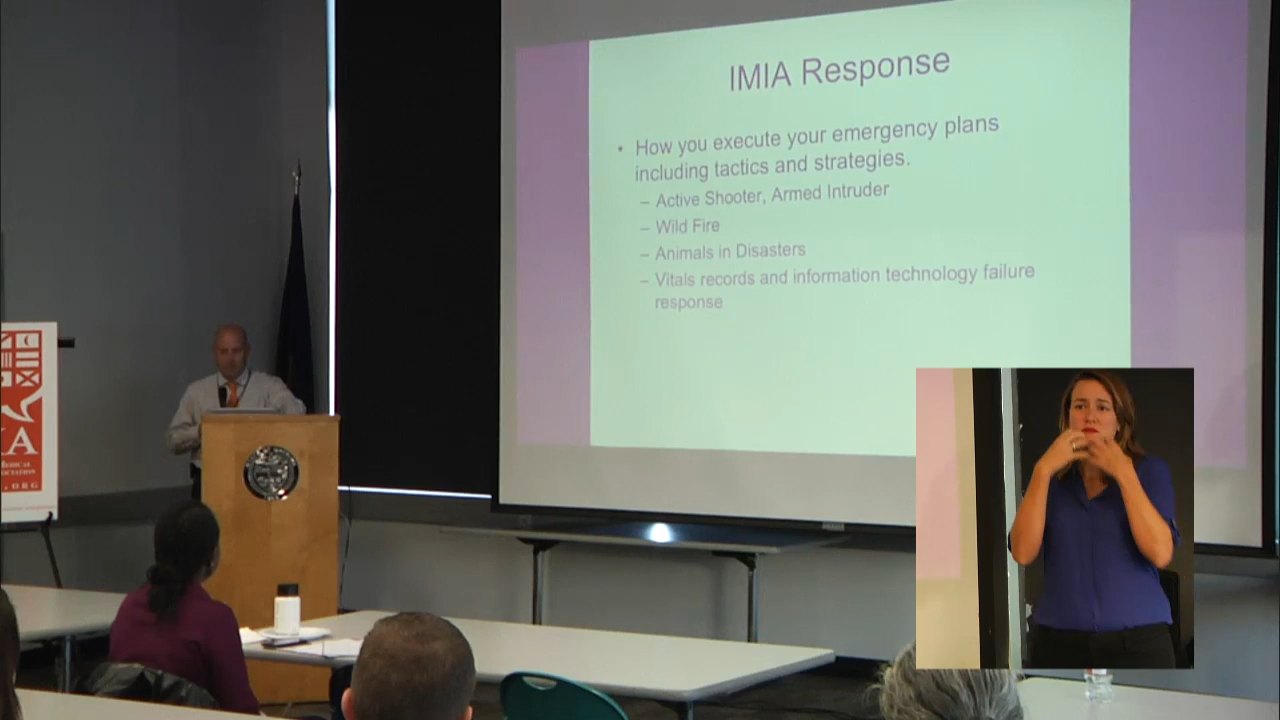 IMIA Response
• How you execute your emergency plans
including tactics and strategies.
– Active Shooter, Armed Intruder
– Wild Fire
– Animals in Disasters
– Vitals records and information technology failure
response
A
.ORG